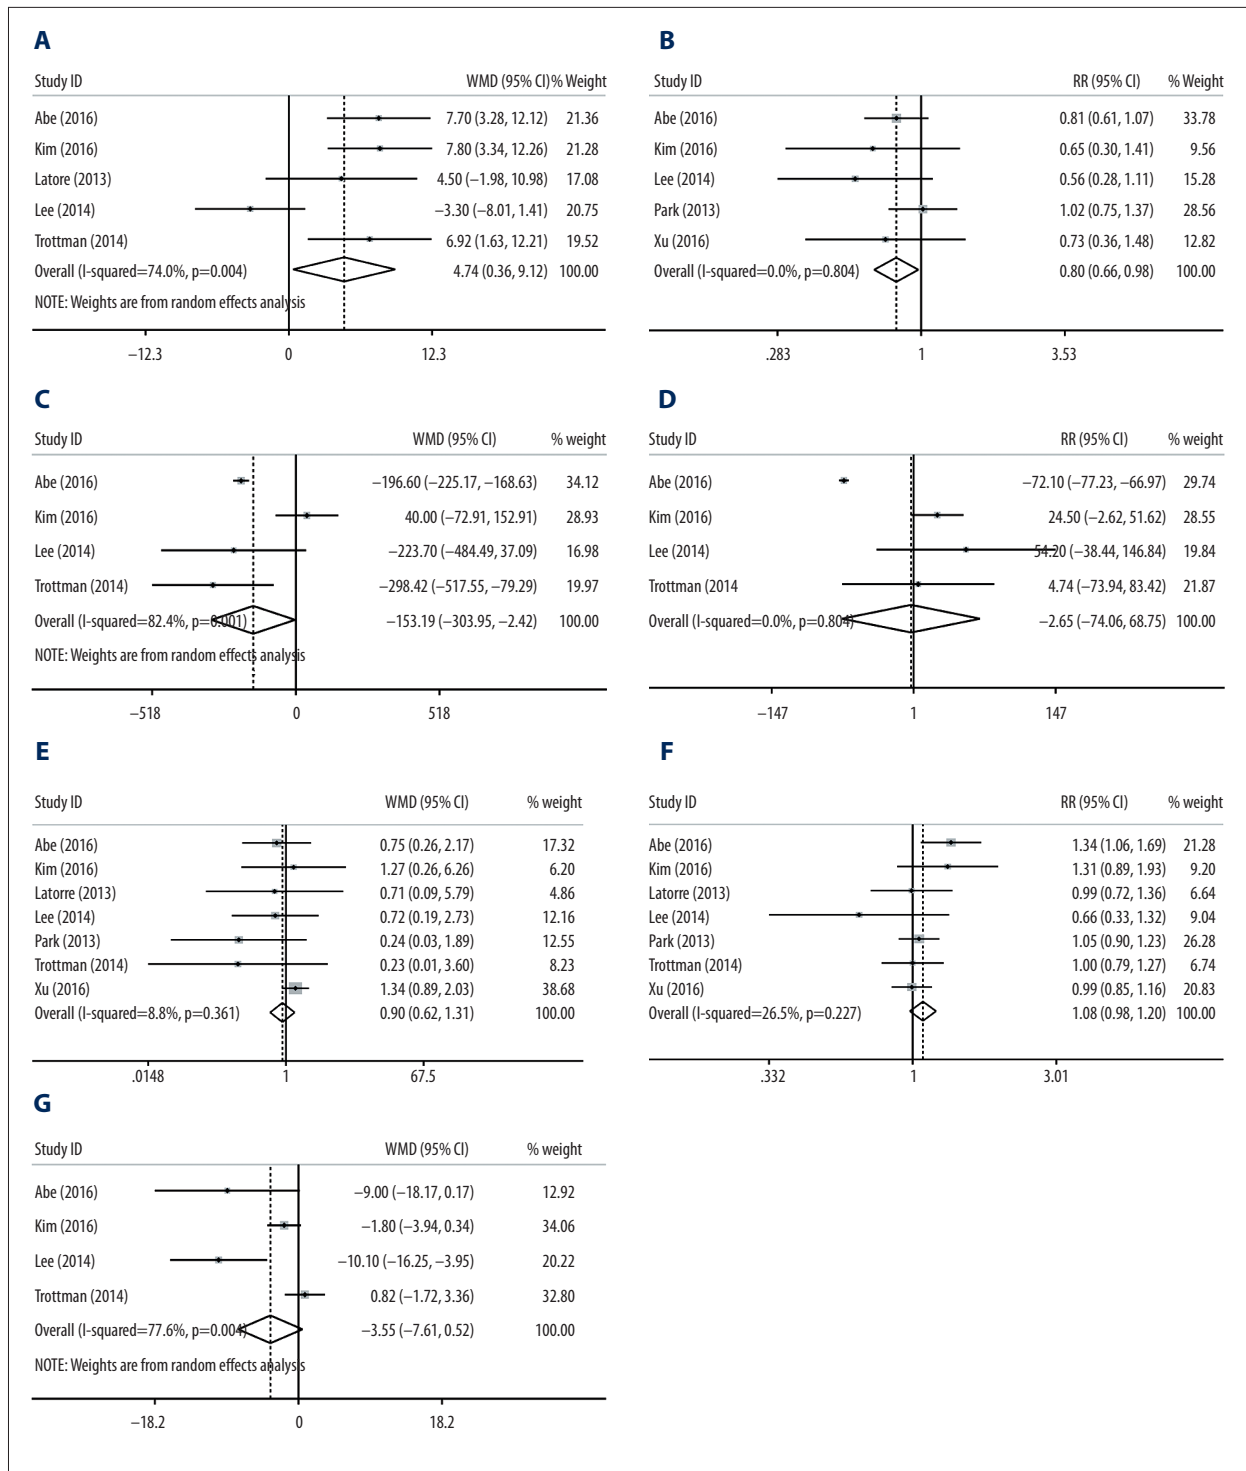 A
Study ID WMD (95% CI) % Weight
Abe (2016) 7.70 (3.28, 12.12) 21.36
Kim (2016) 7.80 (3.34, 12.26) 21.28
Latore (2013) 4.50 (−1.98, 10.98) 17.08
Lee (2014) −3.30 (−8.01, 1.41) 20.75
Trottman (2014) 6.92 (1.63, 12.21) 19.52
Overall (I-squared=74.0%, p=0.004) 4.74 (0.36, 9.12) 100.00
NOTE: Weights are from random effects analysis
−12.3 0 12.3
B
Study ID RR (95% CI) % Weight
Abe (2016) 0.81 (0.61, 1.07) 33.78
Kim (2016) 0.65 (0.30, 1.41) 9.56
Lee (2014) 0.56 (0.28, 1.11) 15.28
Park (2013) 1.02 (0.75, 1.37) 28.56
Xu (2016) 0.73 (0.36, 1.48) 12.82
Overall (I-squared=0.0%, p=0.804) 0.80 (0.66, 0.98) 100.00
.283 1 3.53
C
Study ID WMD (95% CI) % weight
Abe (2016) −196.60 (−225.17, −168.63) 34.12
Kim (2016) 40.00 (−72.91, 152.91) 28.93
Lee (2014) −223.70 (−484.49, 37.09) 16.98
Trottman (2014) −298.42 (−517.55, −79.29) 19.97
Overall (I-squared=82.4%, p=0.001) −153.19 (−303.95, −2.42) 100.00
NOTE: Weights are from random effects analysis
−518 0 518
D
Study ID RR (95% CI) % weight
Abe (2016) −72.10 (−77.23, −66.97) 29.74
Kim (2016) 24.50 (−2.62, 51.62) 28.55
Lee (2014) 54.20 (−38.44, 146.84) 19.84
Trottman (2014 4.74 (−73.94, 83.42) 21.87
Overall (I-squared=0.0%, p=0.804) −2.65 (−74.06, 68.75) 100.00
−147 1 147
E
Study ID WMD (95% CI) % weight
Abe (2016) 0.75 (0.26, 2.17) 17.32
Kim (2016) 1.27 (0.26, 6.26) 6.20
Latorre (2013) 0.71 (0.09, 5.79) 4.86
Lee (2014) 0.72 (0.19, 2.73) 12.16
Park (2013) 0.24 (0.03, 1.89) 12.55
Trottman (2014) 0.23 (0.01, 3.60) 8.23
Xu (2016) 1.34 (0.89, 2.03) 38.68
Overall (I-squared=8.8%, p=0.361) 0.90 (0.62, 1.31) 100.00
.0148 1 67.5
F
Study ID RR (95% CI) % weight
Abe (2016) 1.34 (1.06, 1.69) 21.28
Kim (2016) 1.31 (0.89, 1.93) 9.20
Latorre (2013) 0.99 (0.72, 1.36) 6.64
Lee (2014) 0.66 (0.33, 1.32) 9.04
Park (2013) 1.05 (0.90, 1.23) 26.28
Trottman (2014) 1.00 (0.79, 1.27) 6.74
Xu (2016) 0.99 (0.85, 1.16) 20.83
Overall (I-squared=26.5%, p=0.227) 1.08 (0.98, 1.20) 100.00
.332 1 3.01
G
Study ID WMD (95% CI) % weight
Abe (2016) −9.00 (−18.17, 0.17) 12.92
Kim (2016) −1.80 (−3.94, 0.34) 34.06
Lee (2014) −10.10 (−16.25, −3.95) 20.22
Trottman (2014) 0.82 (−1.72, 3.36) 32.80
Overall (I-squared=77.6%, p=0.004) −3.55 (−7.61, 0.52) 100.00
NOTE: Weights are from random effects analysis
−18.2 0 18.2